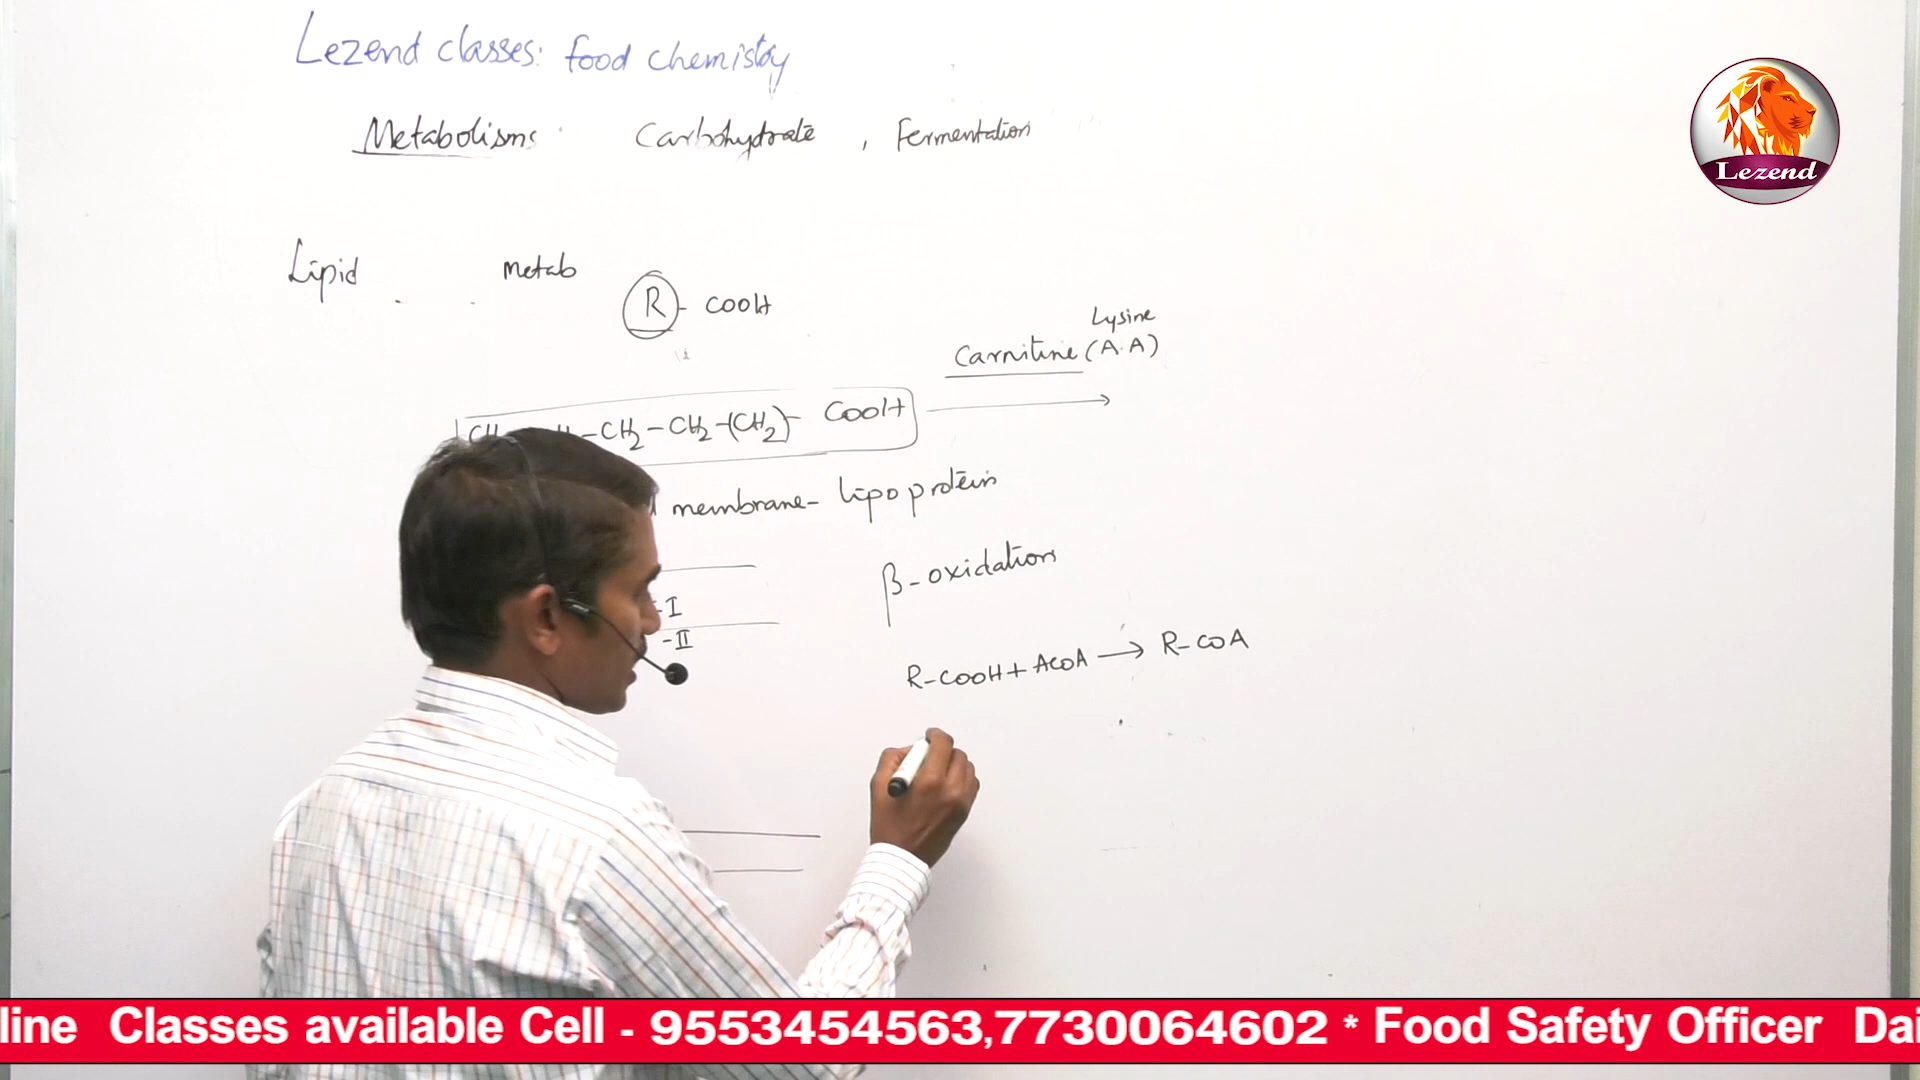 Lezend classes: food chemistry
Metabolisms Carbohydrate , Fermentation
Lezend
Lipid metab
R - COOH
Lysine
Carnitine (A.A)
-CH2-CH2-(CH2)- COOH
membrane- lipoproteins
β-oxidation
-I
-II
R-COOH + ACOA → R-COA
line Classes available Cell - 9553454563,7730064602 * Food Safety Officer Dai